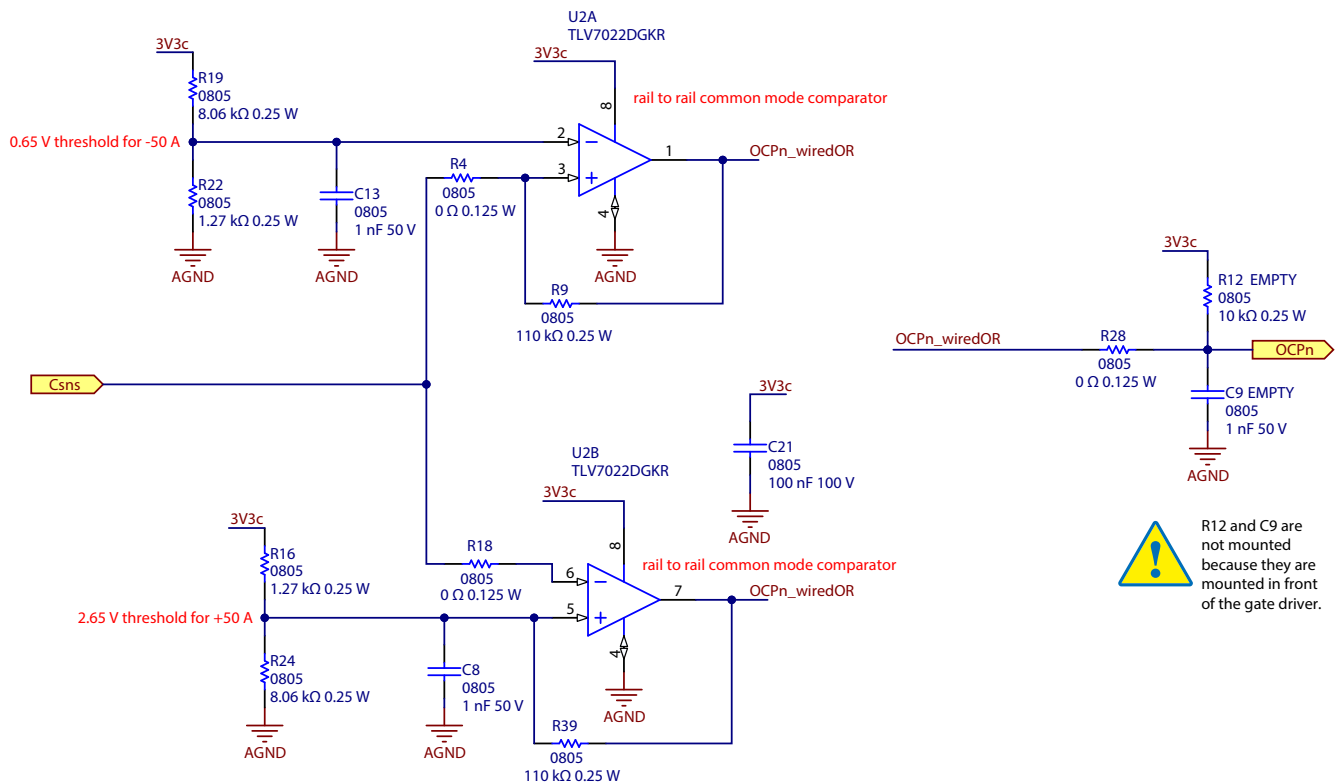 U2A
TLV7022DGKR
3V3c
3V3c
R19
0805
8.06 kΩ 0.25 W
8
rail to rail common mode comparator
0.65 V threshold for -50 A
2
1
OCPn_wiredOR
R4
0805
0 Ω 0.125 W
3
R22
0805
1.27 kΩ 0.25 W
C13
0805
1 nF 50 V
4
AGND
AGND
AGND
R9
0805
110 kΩ 0.25 W
3V3c
R12 EMPTY
0805
10 kΩ 0.25 W
OCPn_wiredOR
R28
0805
0 Ω 0.125 W
OCPn
C9 EMPTY
0805
1 nF 50 V
AGND
Csns
3V3c
C21
0805
100 nF 100 V
AGND
U2B
TLV7022DGKR
3V3c
3V3c
R16
0805
1.27 kΩ 0.25 W
R18
0805
0 Ω 0.125 W
8
rail to rail common mode comparator
6
7
OCPn_wiredOR
2.65 V threshold for +50 A
5
R24
0805
8.06 kΩ 0.25 W
C8
0805
1 nF 50 V
4
AGND
AGND
AGND
R39
0805
110 kΩ 0.25 W
!
R12 and C9 are
not mounted
because they are
mounted in front
of the gate driver.